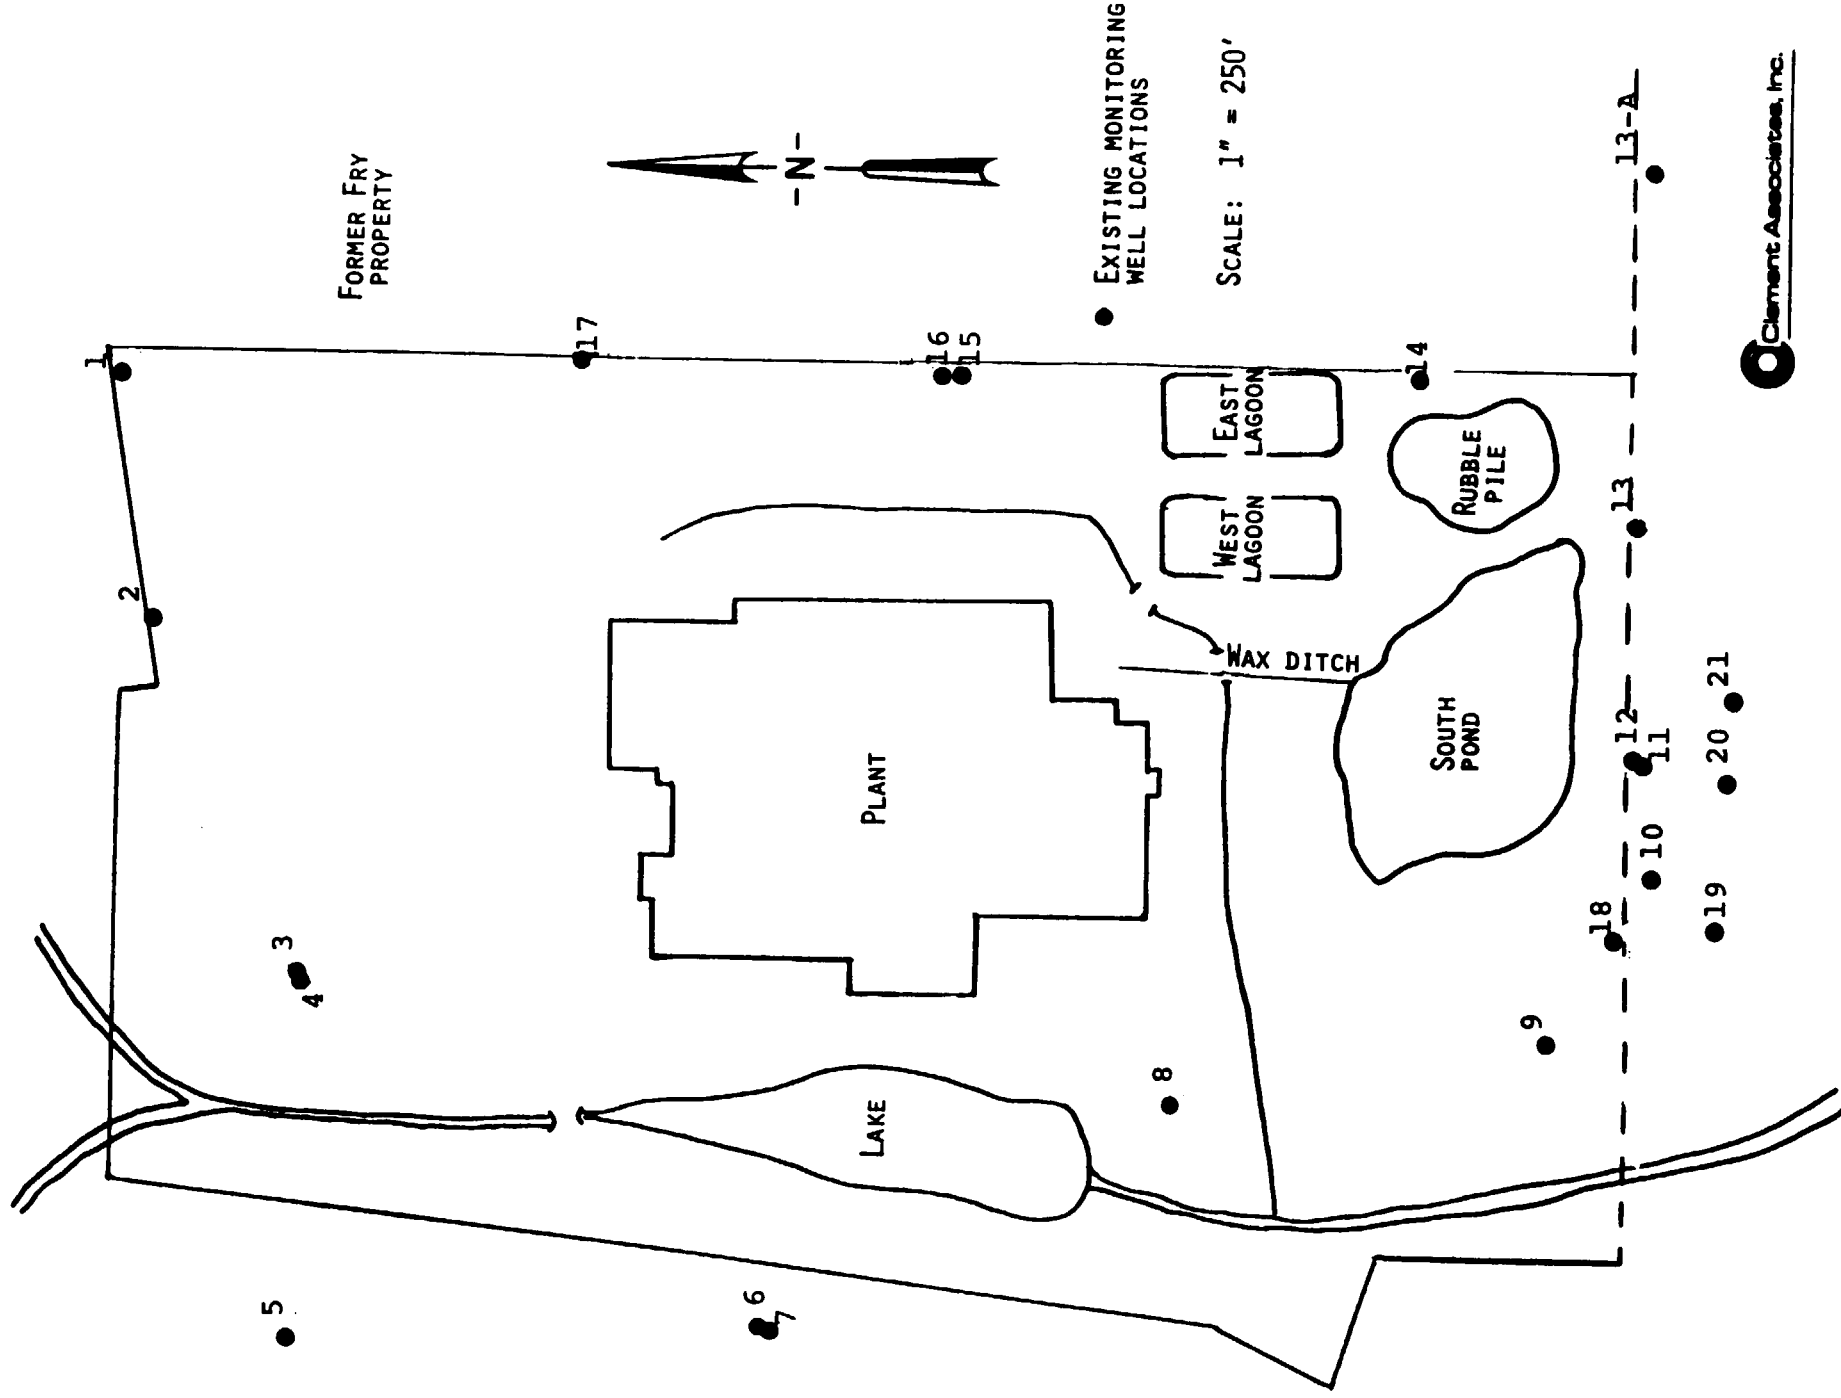 FORMER FRY
PROPERTY
-N-
EXISTING MONITORING
WELL LOCATIONS
SCALE: 1" = 250'
1
2
3
4
5
6
7
8
9
10
11
12
13
13-A
14
15
16
17
18
19
20
21
PLANT
LAKE
WAX DITCH
WEST
LAGOON
EAST
LAGOON
SOUTH
POND
RUBBLE
PILE
Clement Associates, Inc.